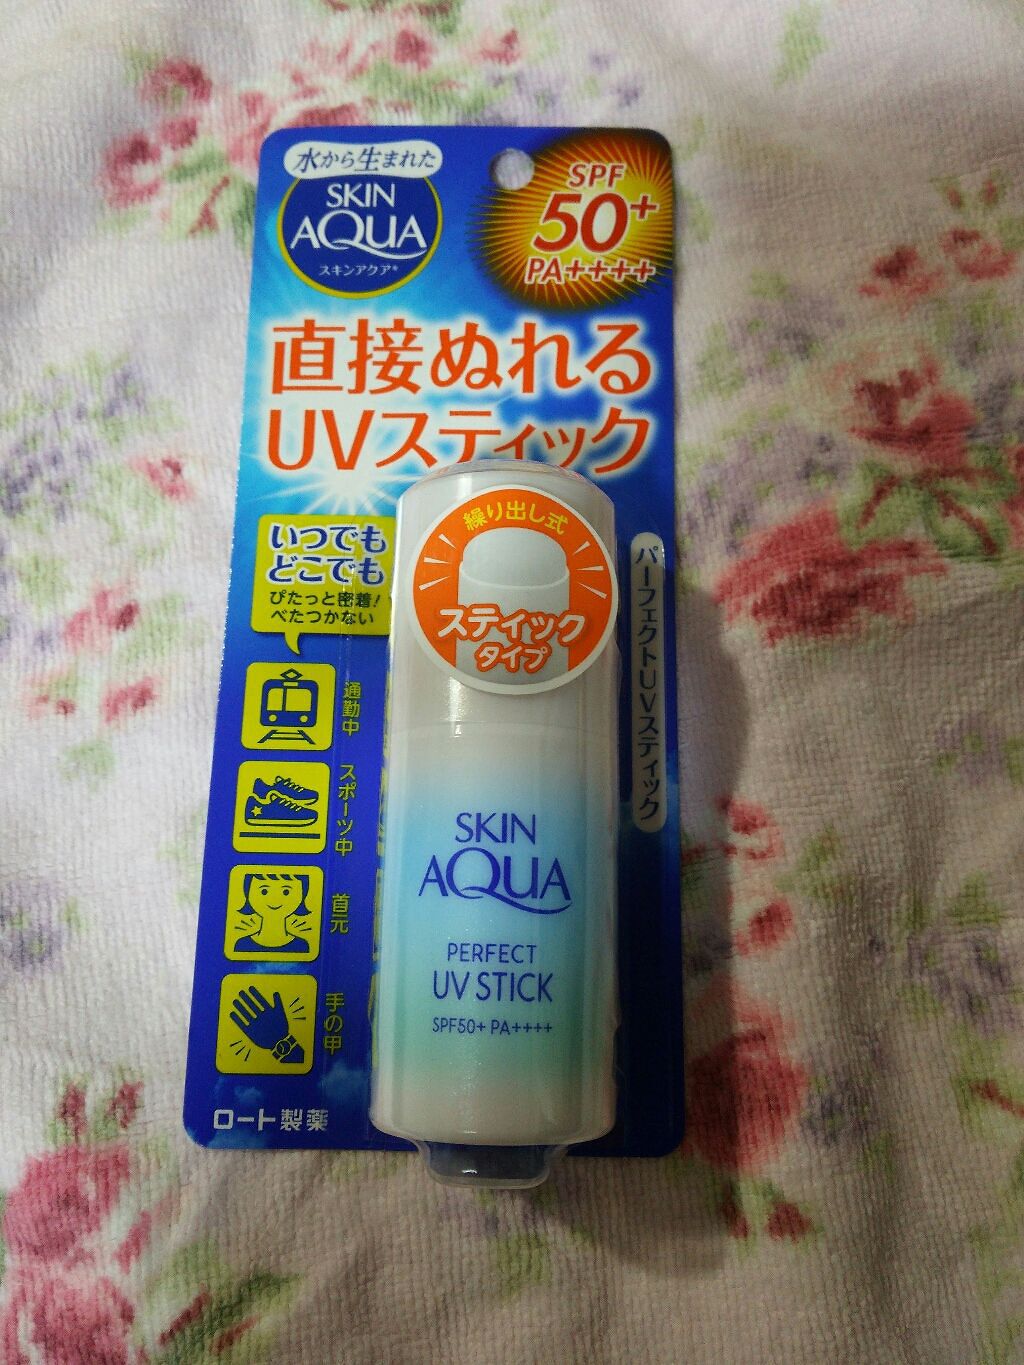 水から生まれた
SKIN
AQUA
スキンアクア®
SPF
50+
PA++++
直接ぬれる
UVスティック
繰り出し式
スティック
タイプ
いつでも
どこでも
ぴたっと密着!
べたつかない
通勤中
スポーツ中
首元
手の甲
パーフェクトUVスティック
SKIN
AQUA
PERFECT
UV STICK
SPF50+ PA++++
ロート製薬